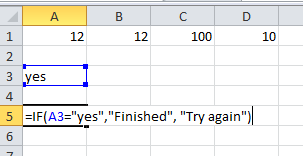 A B C D
1 12 12 100 10
2
3 yes
4
5 =IF(A3="yes","Finished", "Try again")